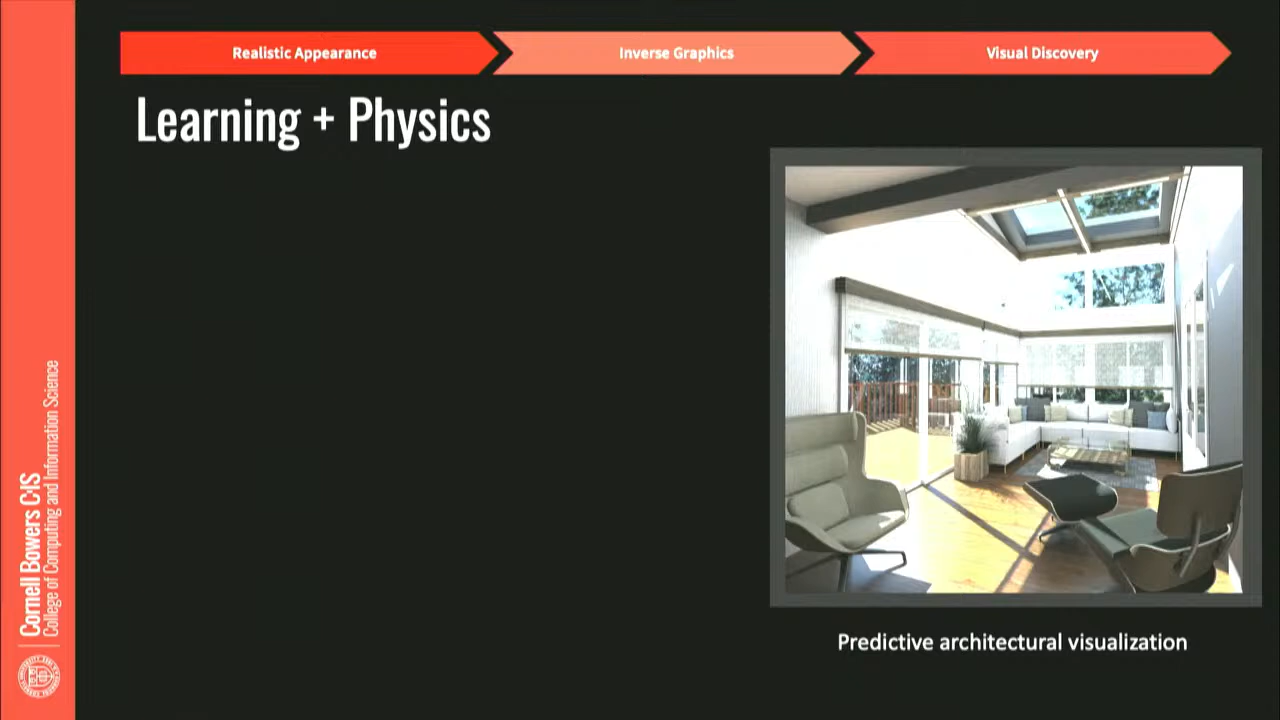 Realistic Appearance
Inverse Graphics
Visual Discovery
Learning + Physics
Predictive architectural visualization
Cornell Bowers C·IS
College of Computing and Information Science